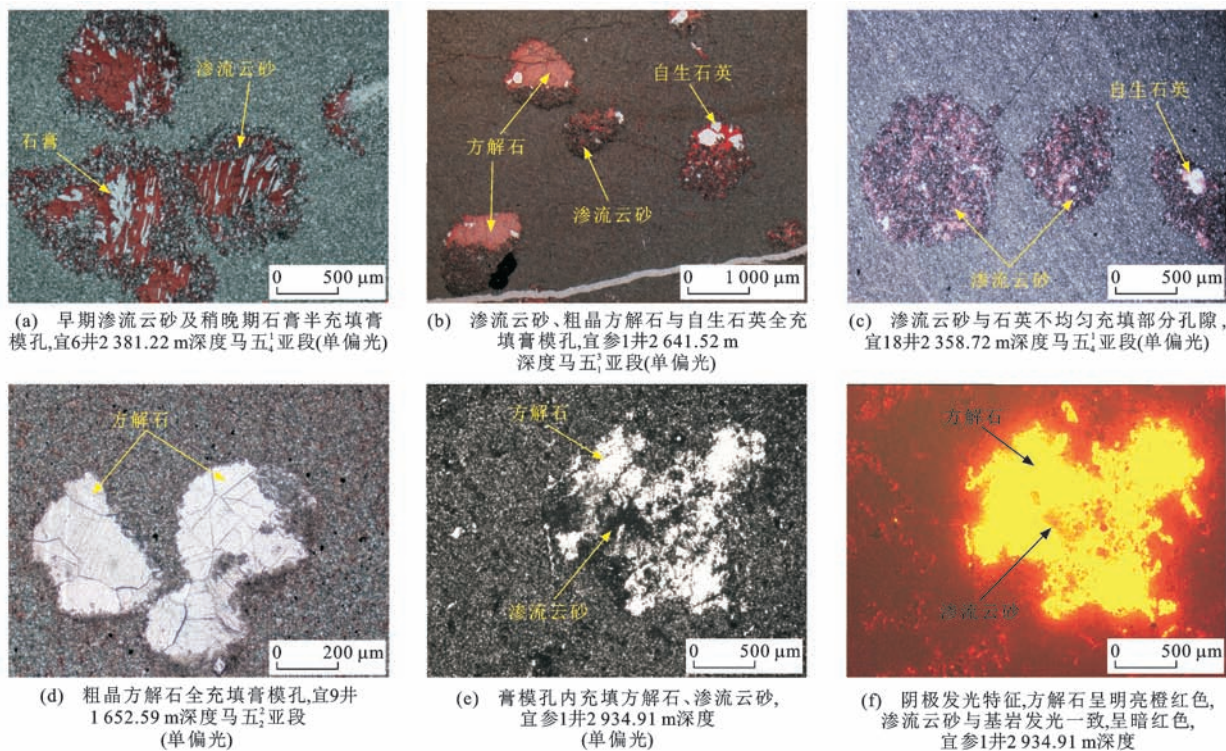 渗流云砂
石膏
0 500 μm
(a) 早期渗流云砂及稍晚期石膏半充填膏
模孔,宜6井2 381.22 m深度马五₄¹亚段(单偏光)
自生石英
方解石
渗流云砂
0 1 000 μm
(b) 渗流云砂、粗晶方解石与自生石英全充
填膏模孔,宜参1井2 641.52 m
深度马五₁³亚段(单偏光)
自生石英
渗流云砂
0 500 μm
(c) 渗流云砂与石英不均匀充填部分孔隙,
宜18井2 358.72 m深度马五₄¹亚段(单偏光)
方解石
0 200 μm
(d) 粗晶方解石全充填膏模孔,宜9井
1 652.59 m深度马五₂²亚段
(单偏光)
方解石
渗流云砂
0 500 μm
(e) 膏模孔内充填方解石、渗流云砂,
宜参1井2 934.91 m深度
(单偏光)
方解石
渗流云砂
0 500 μm
(f) 阴极发光特征,方解石呈明亮橙红色,
渗流云砂与基岩发光一致,呈暗红色,
宜参1井2 934.91 m深度